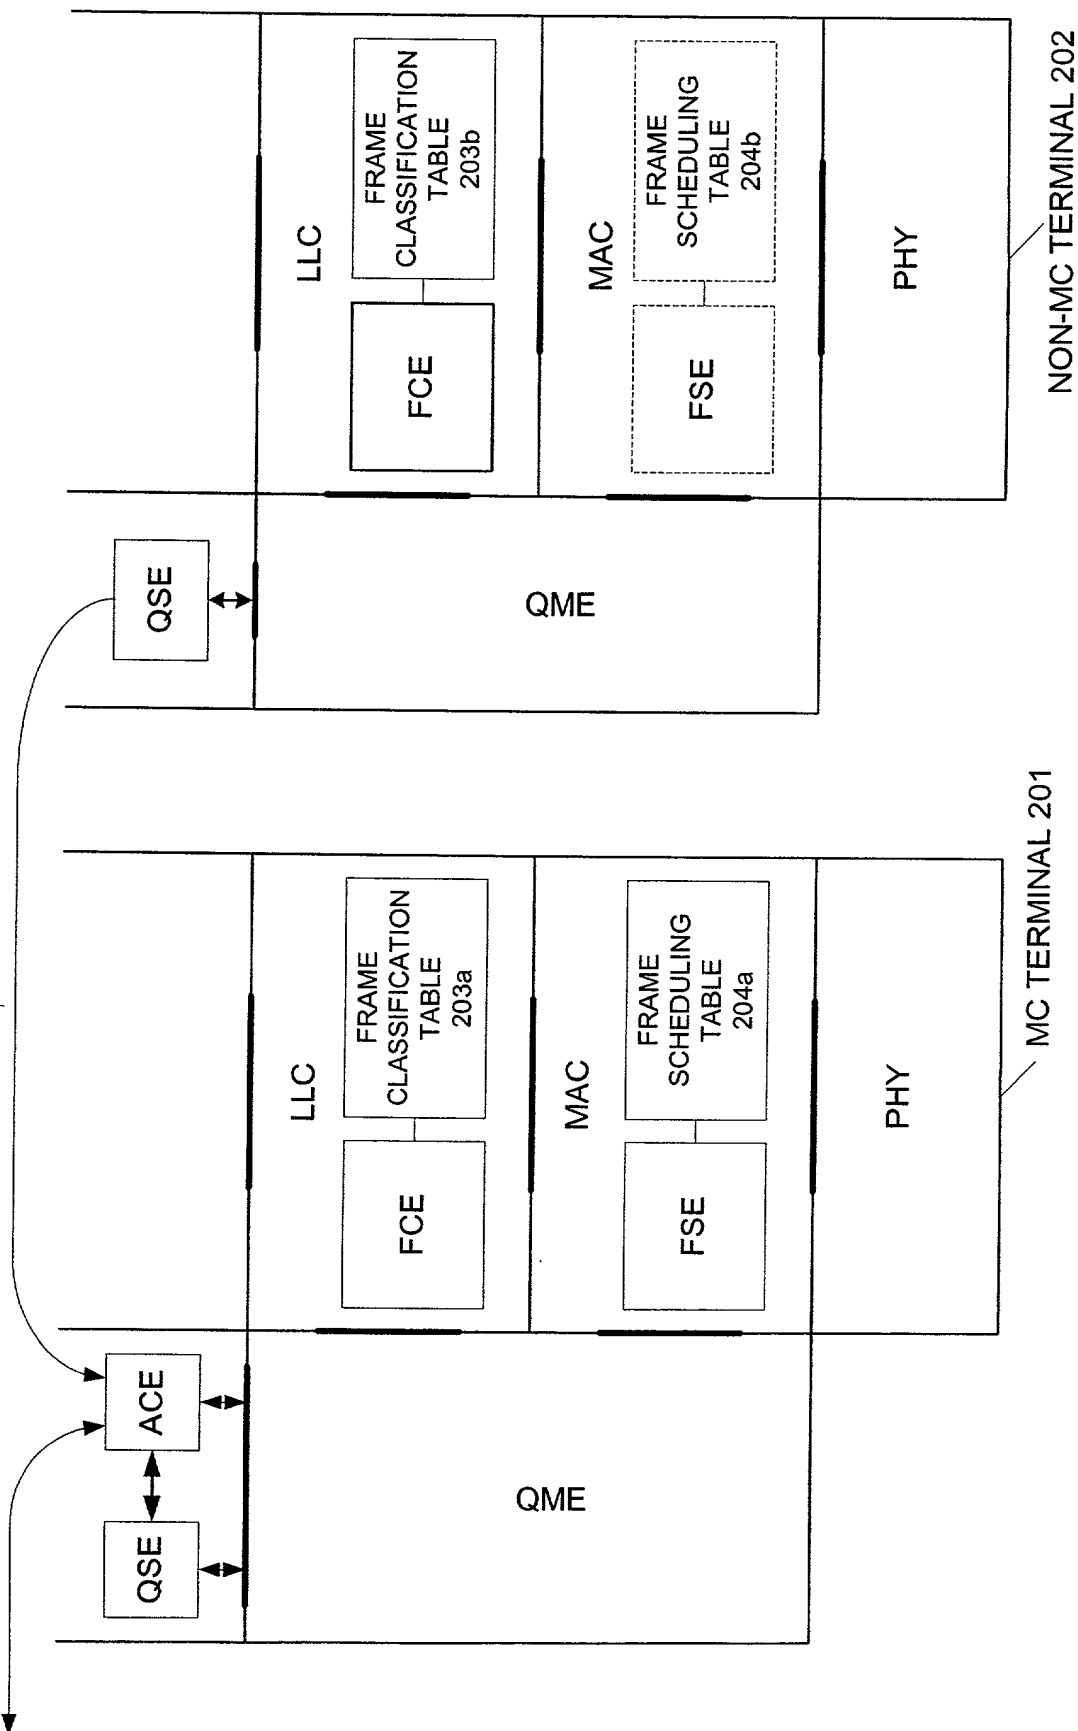 QSE
ACE
QME
LLC
FCE
FRAME
CLASSIFICATION
TABLE
203a
MAC
FSE
FRAME
SCHEDULING
TABLE
204a
PHY
MC TERMINAL 201
QSE
QME
LLC
FCE
FRAME
CLASSIFICATION
TABLE
203b
MAC
FSE
FRAME
SCHEDULING
TABLE
204b
PHY
NON-MC TERMINAL 202